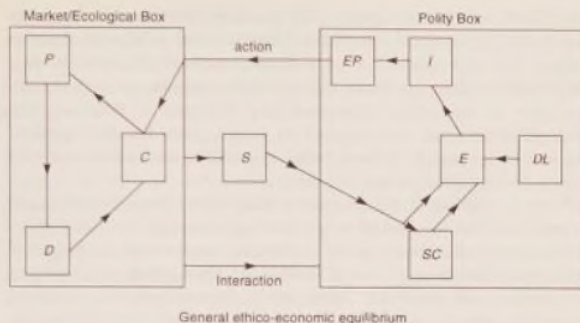 Market/Ecological Box
Polity Box
action
P
EP
I
C
S
E
DL
D
SC
Interaction
General ethico-economic equilibrium